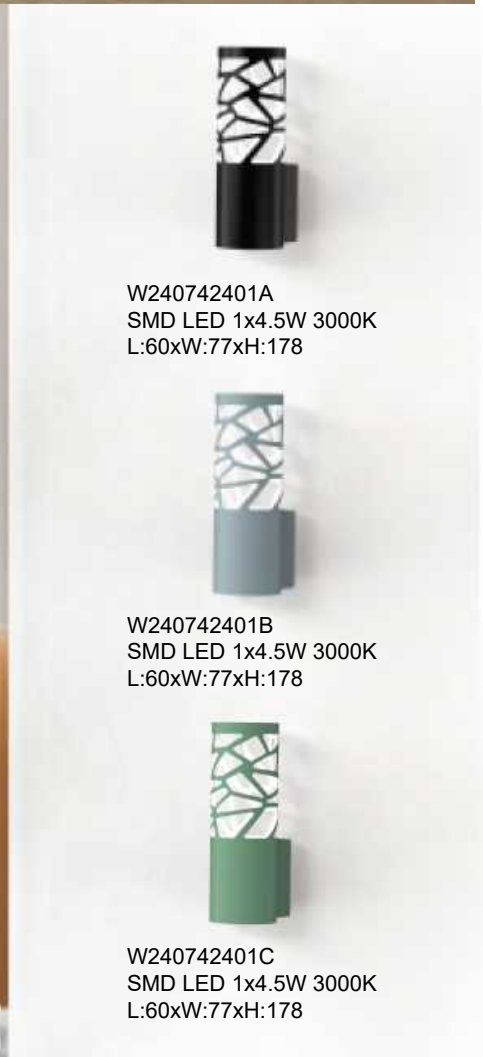 W240742401A
SMD LED 1x4.5W 3000K
L:60xW:77xH:178
W240742401B
SMD LED 1x4.5W 3000K
L:60xW:77xH:178
W240742401C
SMD LED 1x4.5W 3000K
L:60xW:77xH:178